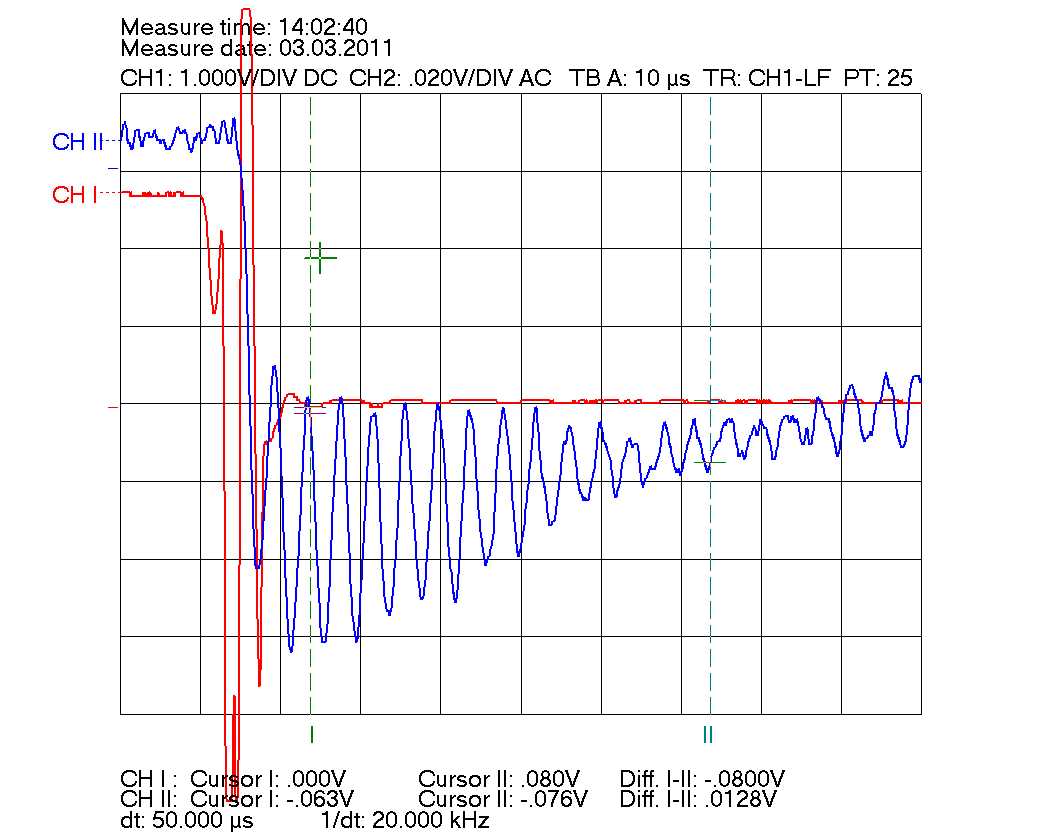 Measure time: 14:02:40
Measure date: 03.03.2011
CH1: 1.000V/DIV DC CH2: .020V/DIV AC TB A: 10 µs TR: CH1-LF PT: 25
CH II
CH I
I
II
CH I : Cursor I: .000V Cursor II: .080V Diff. I-II: -.0800V
CH II: Cursor I: -.063V Cursor II: -.076V Diff. I-II: .0128V
dt: 50.000 µs 1/dt: 20.000 kHz